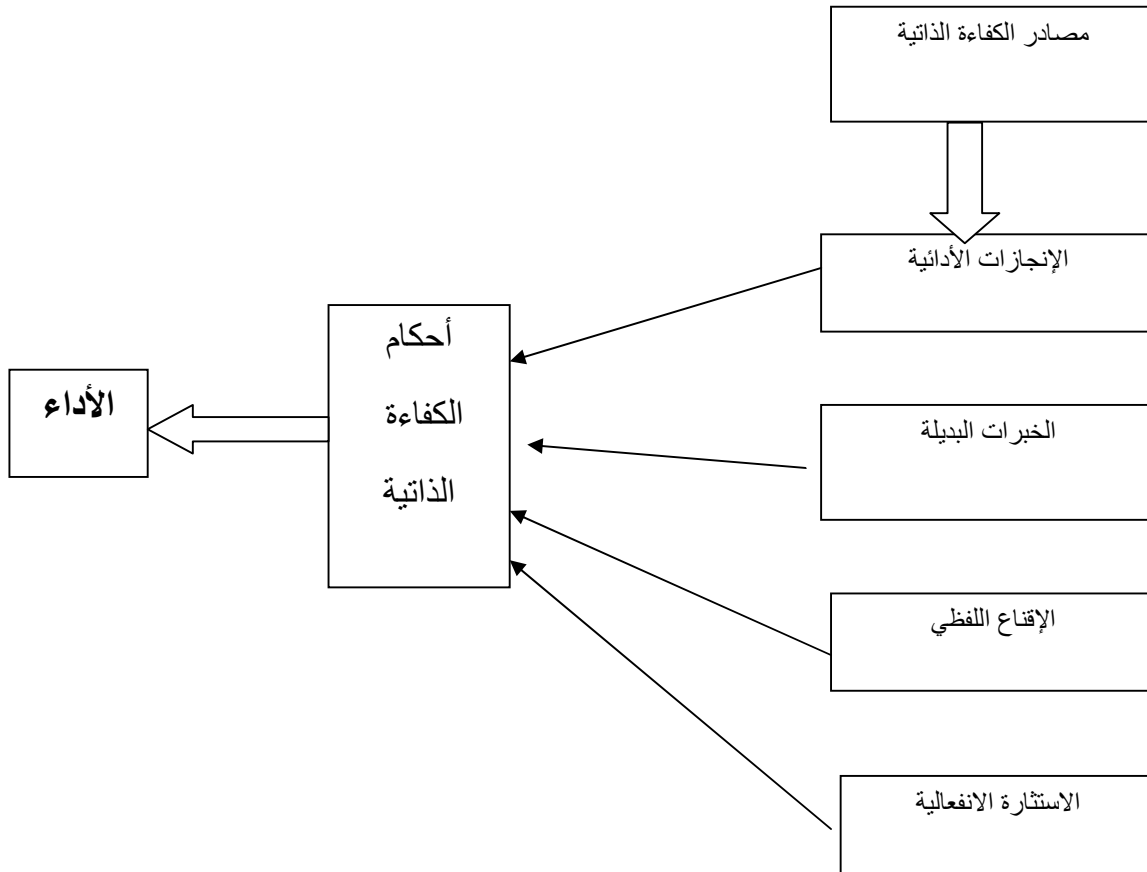 مصادر الكفاءة الذاتية
الإنجازات الأدائية
أحكام
الكفاءة
الذاتية
الأداء
الخبرات البديلة
الإقناع اللفظي
الاستثارة الانفعالية